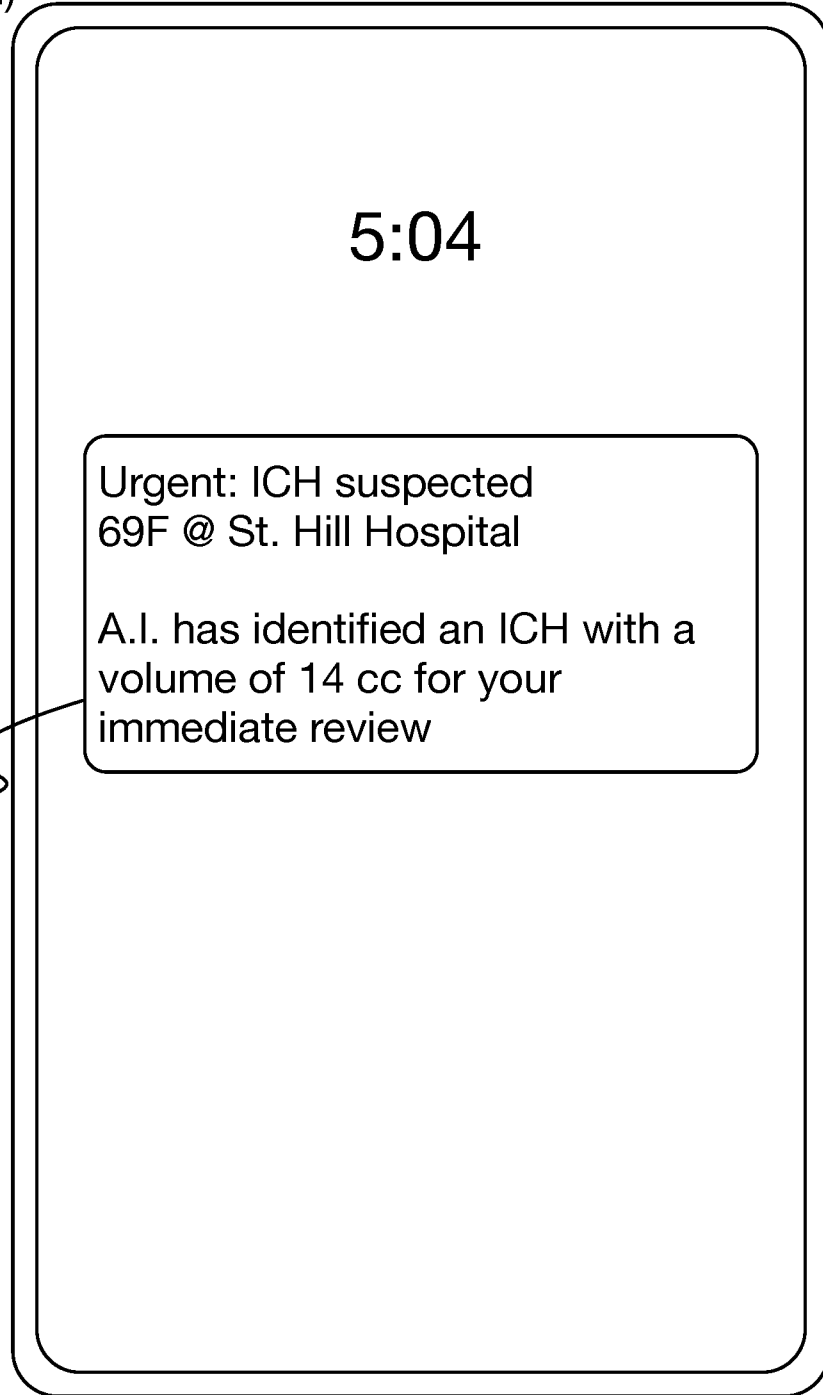 5:04
Urgent: ICH suspected
69F @ St. Hill Hospital
A.I. has identified an ICH with a
volume of 14 cc for your
immediate review